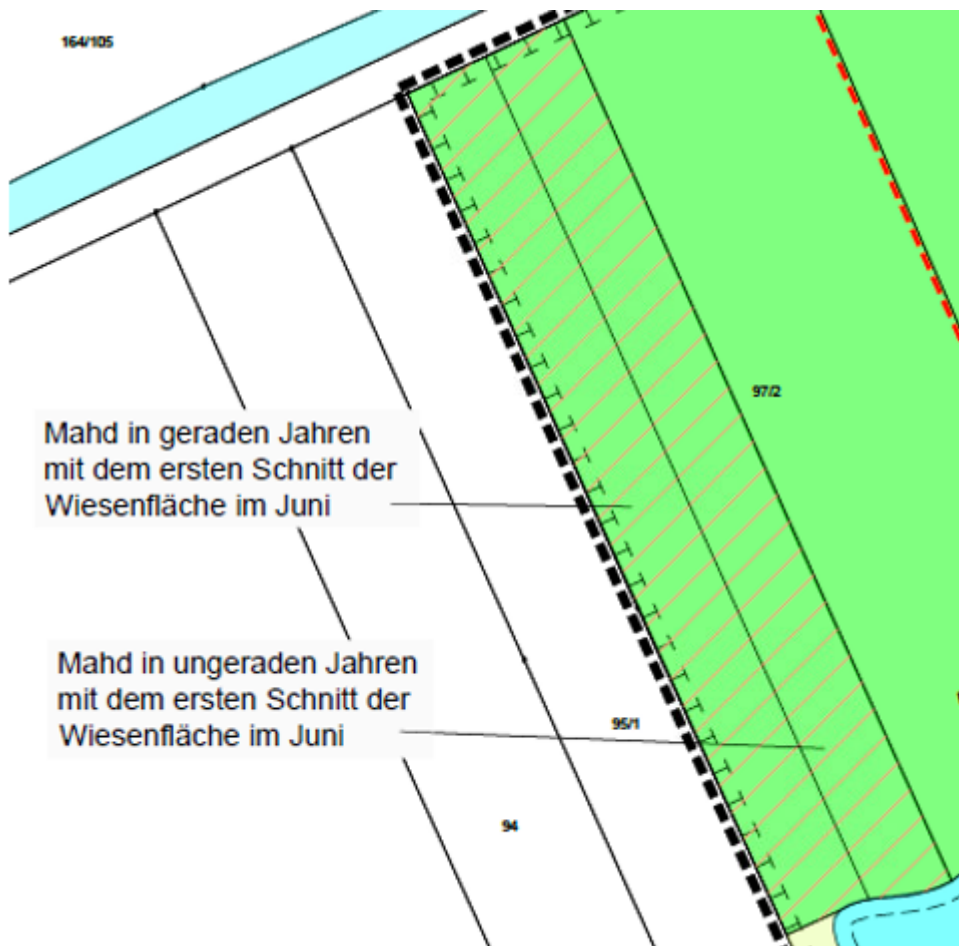 164/105
97/2
Mahd in geraden Jahren
mit dem ersten Schnitt der
Wiesenfläche im Juni
Mahd in ungeraden Jahren
mit dem ersten Schnitt der
Wiesenfläche im Juni
95/1
94